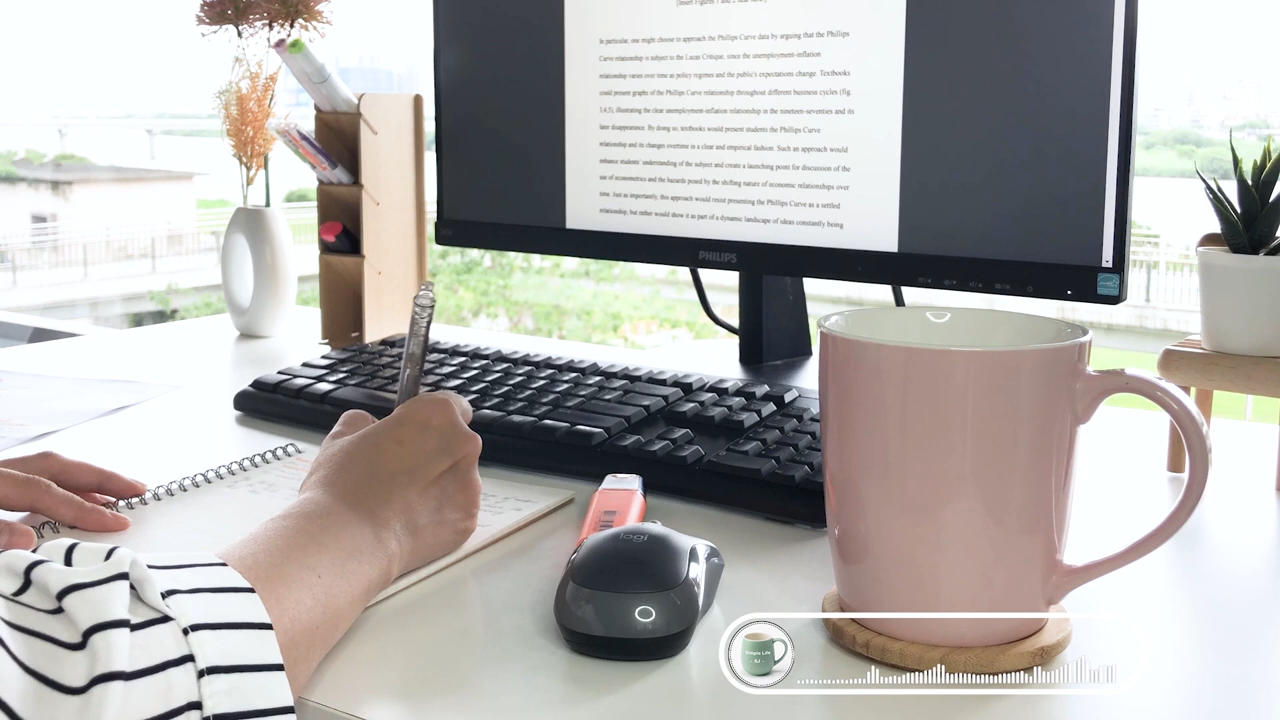 [Insert Figures 1 and 2 near here]
In particular, one might choose to approach the Phillips Curve data by arguing that the Phillips
Curve relationship is subject to the Lucas Critique, since the unemployment-inflation
relationship varies over time as policy regimes and the public's expectations change. Textbooks
could present graphs of the Phillips Curve relationship throughout different business cycles (fig.
3,4,5), illustrating the clear unemployment-inflation relationship in the nineteen-seventies and its
later disappearance. By doing so, textbooks would present students the Phillips Curve
relationship and its changes overtime in a clear and empirical fashion. Such an approach would
enhance students' understanding of the subject and create a launching point for discussion of the
use of econometrics and the hazards posed by the shifting nature of economic relationships over
time. Just as importantly, this approach would resist presenting the Phillips Curve as a settled
relationship, but rather would show it as part of a dynamic landscape of ideas constantly being
PHILIPS
logi
Simple Life
- SJ -